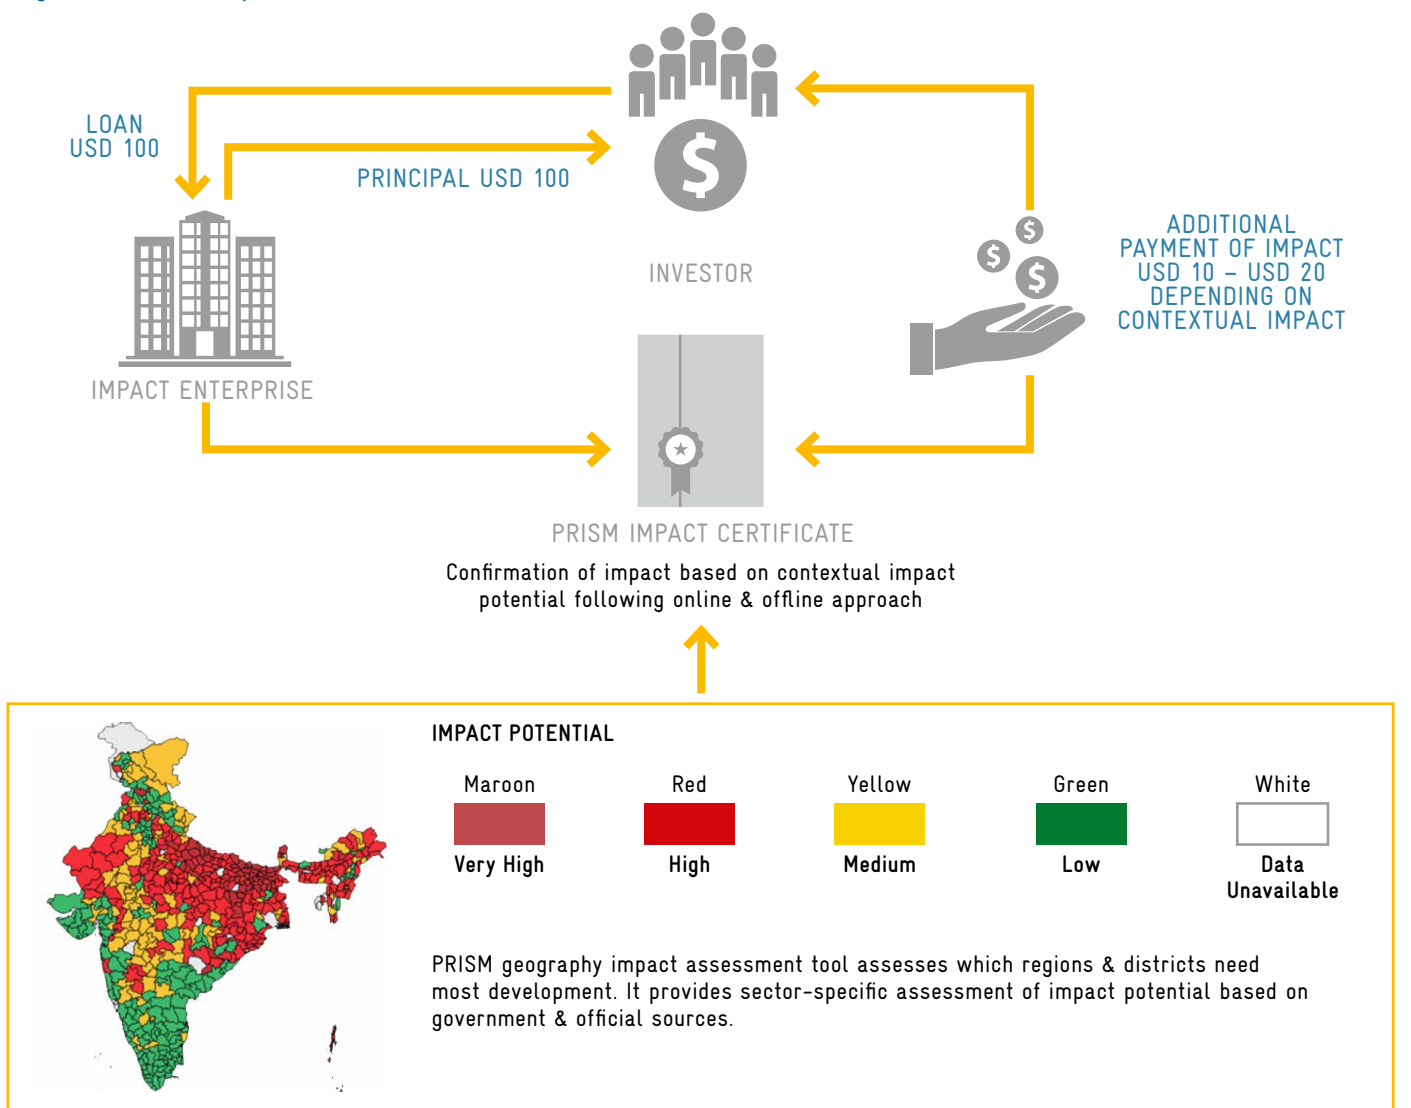 LOAN
USD 100
PRINCIPAL USD 100
INVESTOR
ADDITIONAL
PAYMENT OF IMPACT
USD 10 – USD 20
DEPENDING ON
CONTEXTUAL IMPACT
IMPACT ENTERPRISE
PRISM IMPACT CERTIFICATE
Confirmation of impact based on contextual impact
potential following online & offline approach
IMPACT POTENTIAL
Maroon
Red
Yellow
Green
White
Very High
High
Medium
Low
Data
Unavailable
PRISM geography impact assessment tool assesses which regions & districts need
most development. It provides sector-specific assessment of impact potential based on
government & official sources.